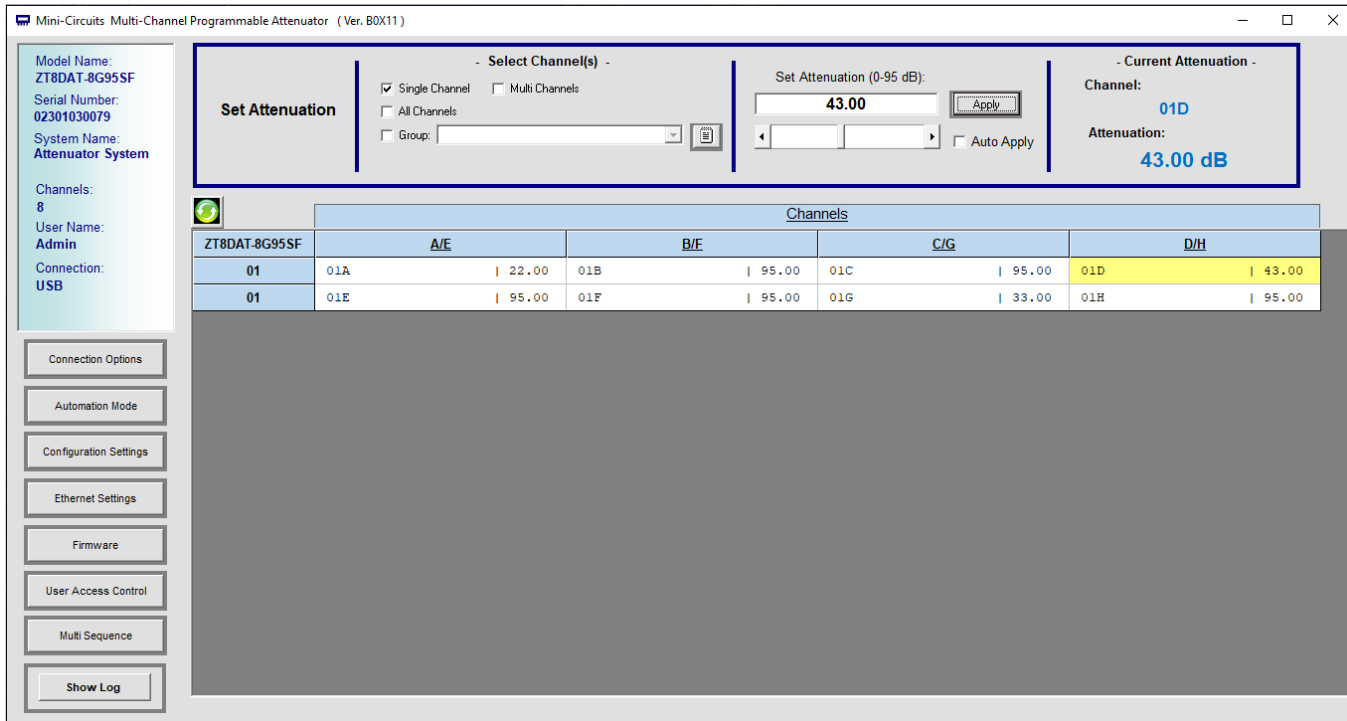 Mini-Circuits Multi-Channel Programmable Attenuator ( Ver. B0X11 )
Model Name:
ZT8DAT-8G95SF
Serial Number:
02301030079
System Name:
Attenuator System
Channels:
8
User Name:
Admin
Connection:
USB
Connection Options
Automation Mode
Configuration Settings
Ethernet Settings
Firmware
User Access Control
Multi Sequence
Show Log
Set Attenuation
- Select Channel(s) -
Single Channel Multi Channels
All Channels
Group:
Set Attenuation (0-95 dB):
43.00 Apply
Auto Apply
- Current Attenuation -
Channel:
01D
Attenuation:
43.00 dB
Channels
ZT8DAT-8G95SF A/E B/F C/G D/H
01 01A | 22.00 01B | 95.00 01C | 95.00 01D | 43.00
01 01E | 95.00 01F | 95.00 01G | 33.00 01H | 95.00